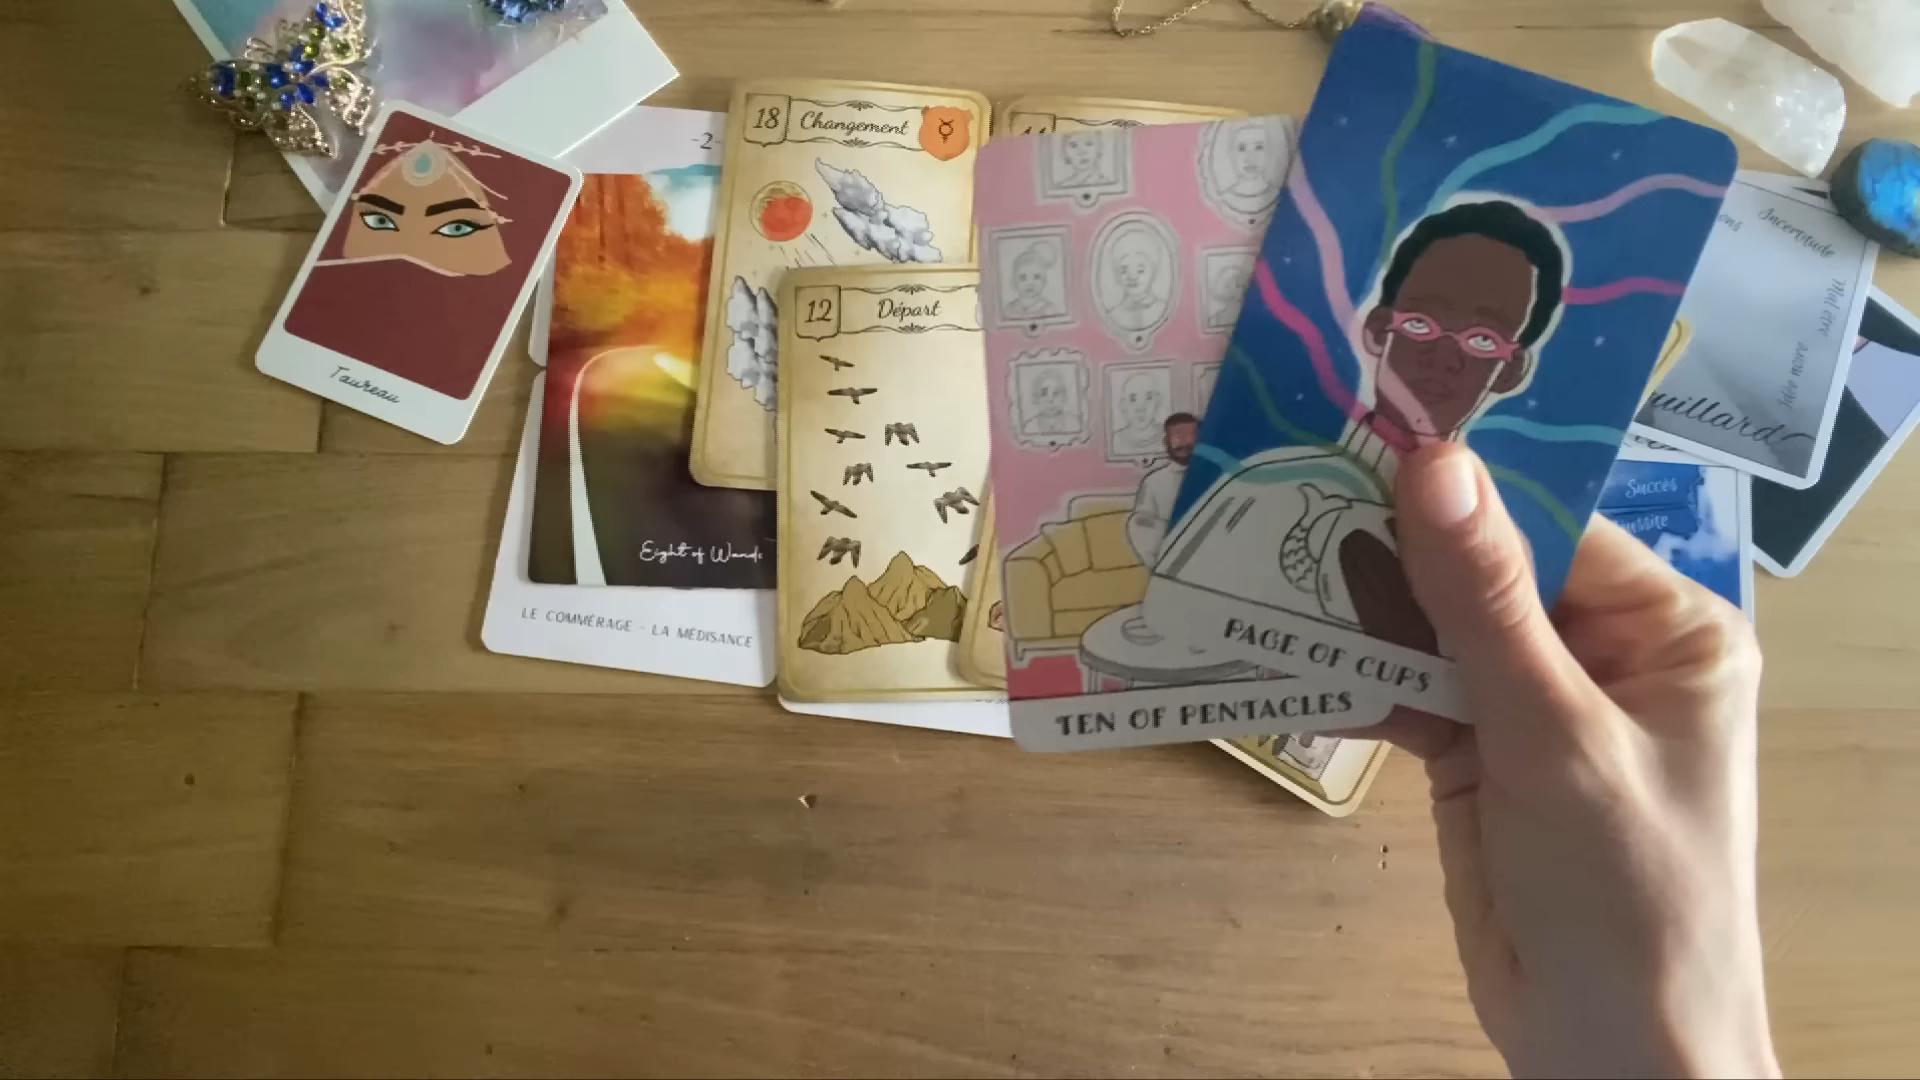 -2-
18
Changement
Incertitude
Mal être
Idée noire
12
Départ
Taureau
Succès
Eight of Wands
LE COMMÉRAGE - LA MÉDISANCE
PAGE OF CUPS
TEN OF PENTACLES